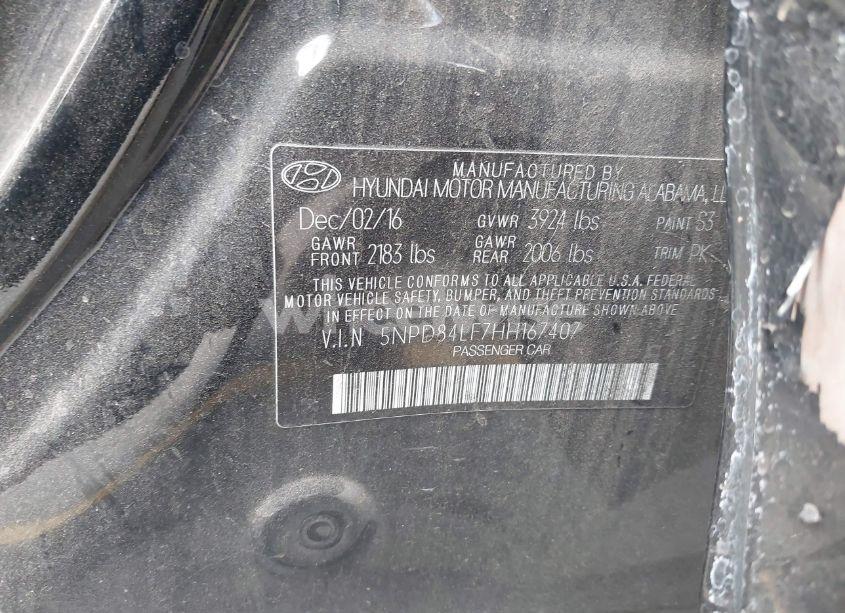 MANUFACTURED BY
HYUNDAI MOTOR MANUFACTURING ALABAMA, LL
Dec/02/16 GVWR 3924 lbs PAINT S3
GAWR FRONT 2183 lbs GAWR REAR 2006 lbs TRIM PK
THIS VEHICLE CONFORMS TO ALL APPLICABLE U.S.A. FEDERAL
MOTOR VEHICLE SAFETY, BUMPER, AND THEFT PREVENTION STANDARDS
IN EFFECT ON THE DATE OF MANUFACTURE SHOWN ABOVE
V.I.N 5NPD84LF7HH167407
PASSENGER CAR